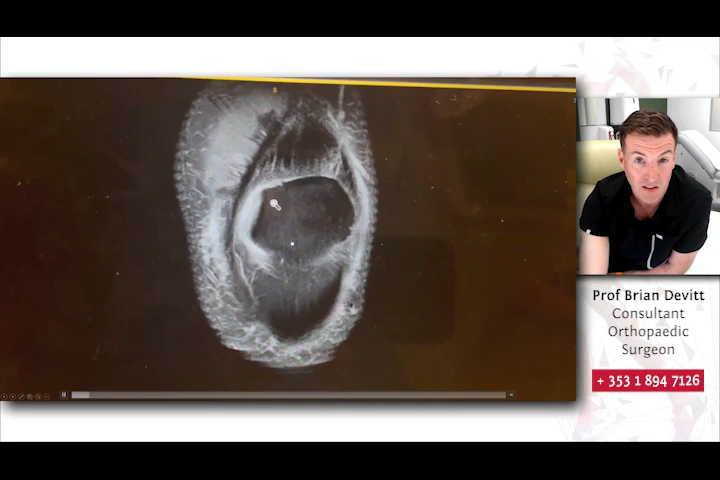 S
Prof Brian Devitt
Consultant
Orthopaedic
Surgeon
+ 353 1 894 7126